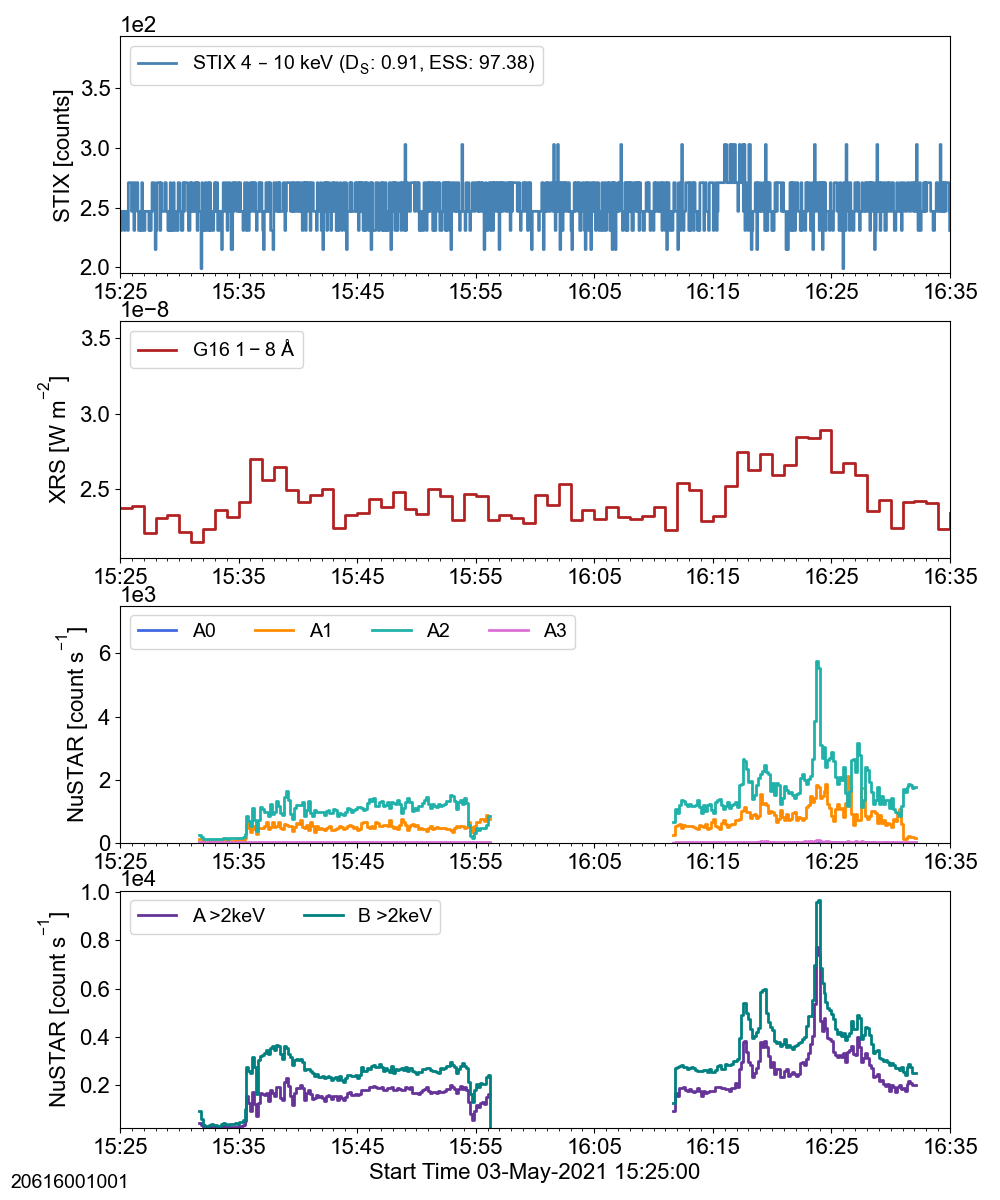 1e2
STIX 4 – 10 keV (DS: 0.91, ESS: 97.38)
STIX [counts]
3.5
3.0
2.5
2.0
15:25 15:35 15:45 15:55 16:05 16:15 16:25 16:35
1e−8
G16 1 – 8 Å
XRS [W m−2]
3.5
3.0
2.5
15:25 15:35 15:45 15:55 16:05 16:15 16:25 16:35
1e3
A0 A1 A2 A3
NuSTAR [count s−1]
6
4
2
0
15:25 15:35 15:45 15:55 16:05 16:15 16:25 16:35
1e4
A >2keV B >2keV
NuSTAR [count s−1]
1.0
0.8
0.6
0.4
0.2
15:25 15:35 15:45 15:55 16:05 16:15 16:25 16:35
Start Time 03-May-2021 15:25:00
20616001001